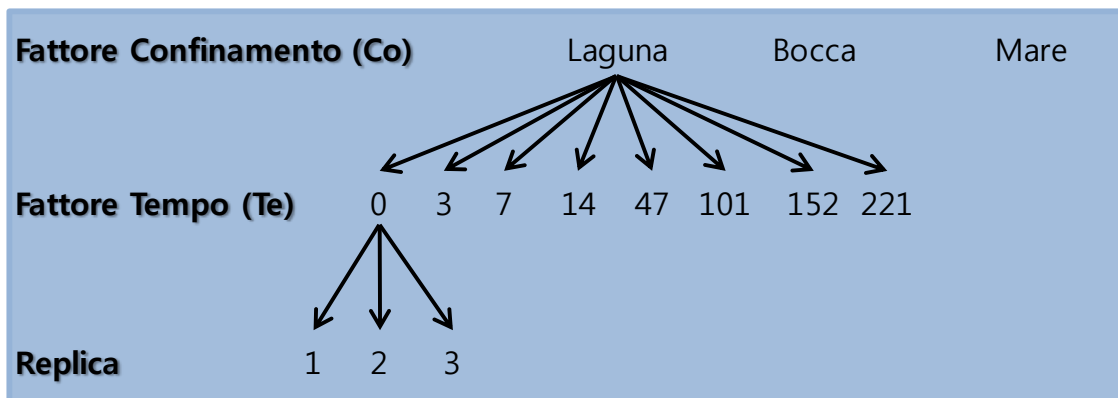 Fattore Confinamento (Co) Laguna Bocca Mare
Fattore Tempo (Te) 0 3 7 14 47 101 152 221
Replica 1 2 3